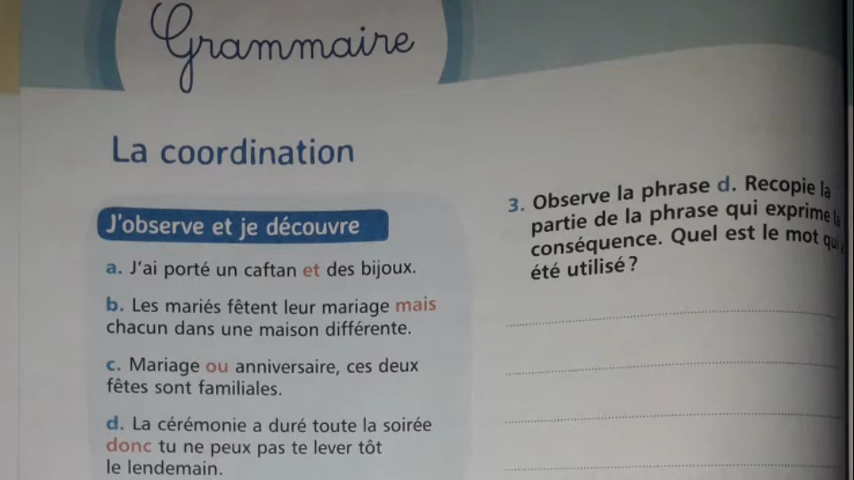 Grammaire
La coordination
J'observe et je découvre
a. J'ai porté un caftan et des bijoux.
b. Les mariés fêtent leur mariage mais
chacun dans une maison différente.
c. Mariage ou anniversaire, ces deux
fêtes sont familiales.
d. La cérémonie a duré toute la soirée
donc tu ne peux pas te lever tôt
le lendemain.
3. Observe la phrase d. Recopie la
partie de la phrase qui exprime la
conséquence. Quel est le mot qui a
été utilisé ?